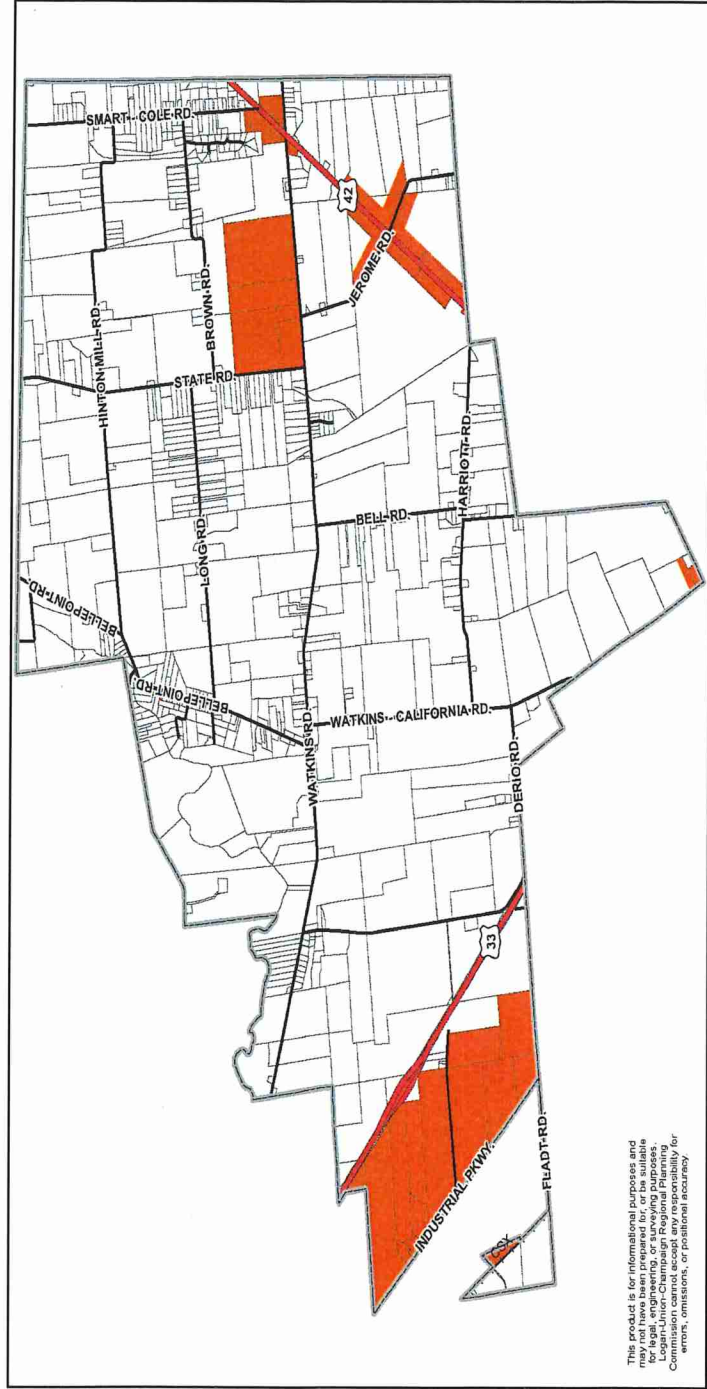 SMART - COLE RD.
42
JEROME RD.
HINTON-MILL-RD.
BROWN-RD.
STATE RD.
LONG-RD.
BELL RD.
HARRIOTT-RD.
BELLEPOINT-RD.
BELLEPOINT-RD.
WATKINS-RD.
WATKINS - CALIFORNIA RD.
DERIO RD.
33
INDUSTRIAL PKWY.
FLADT-RD.
CSX
This product is for informational purposes and
may not have been prepared for, or be suitable
for legal, engineering, or surveying purposes.
Logan-Union-Champaign Regional Planning
Commission cannot accept any responsibility for
errors, omissions, or positional accuracy.